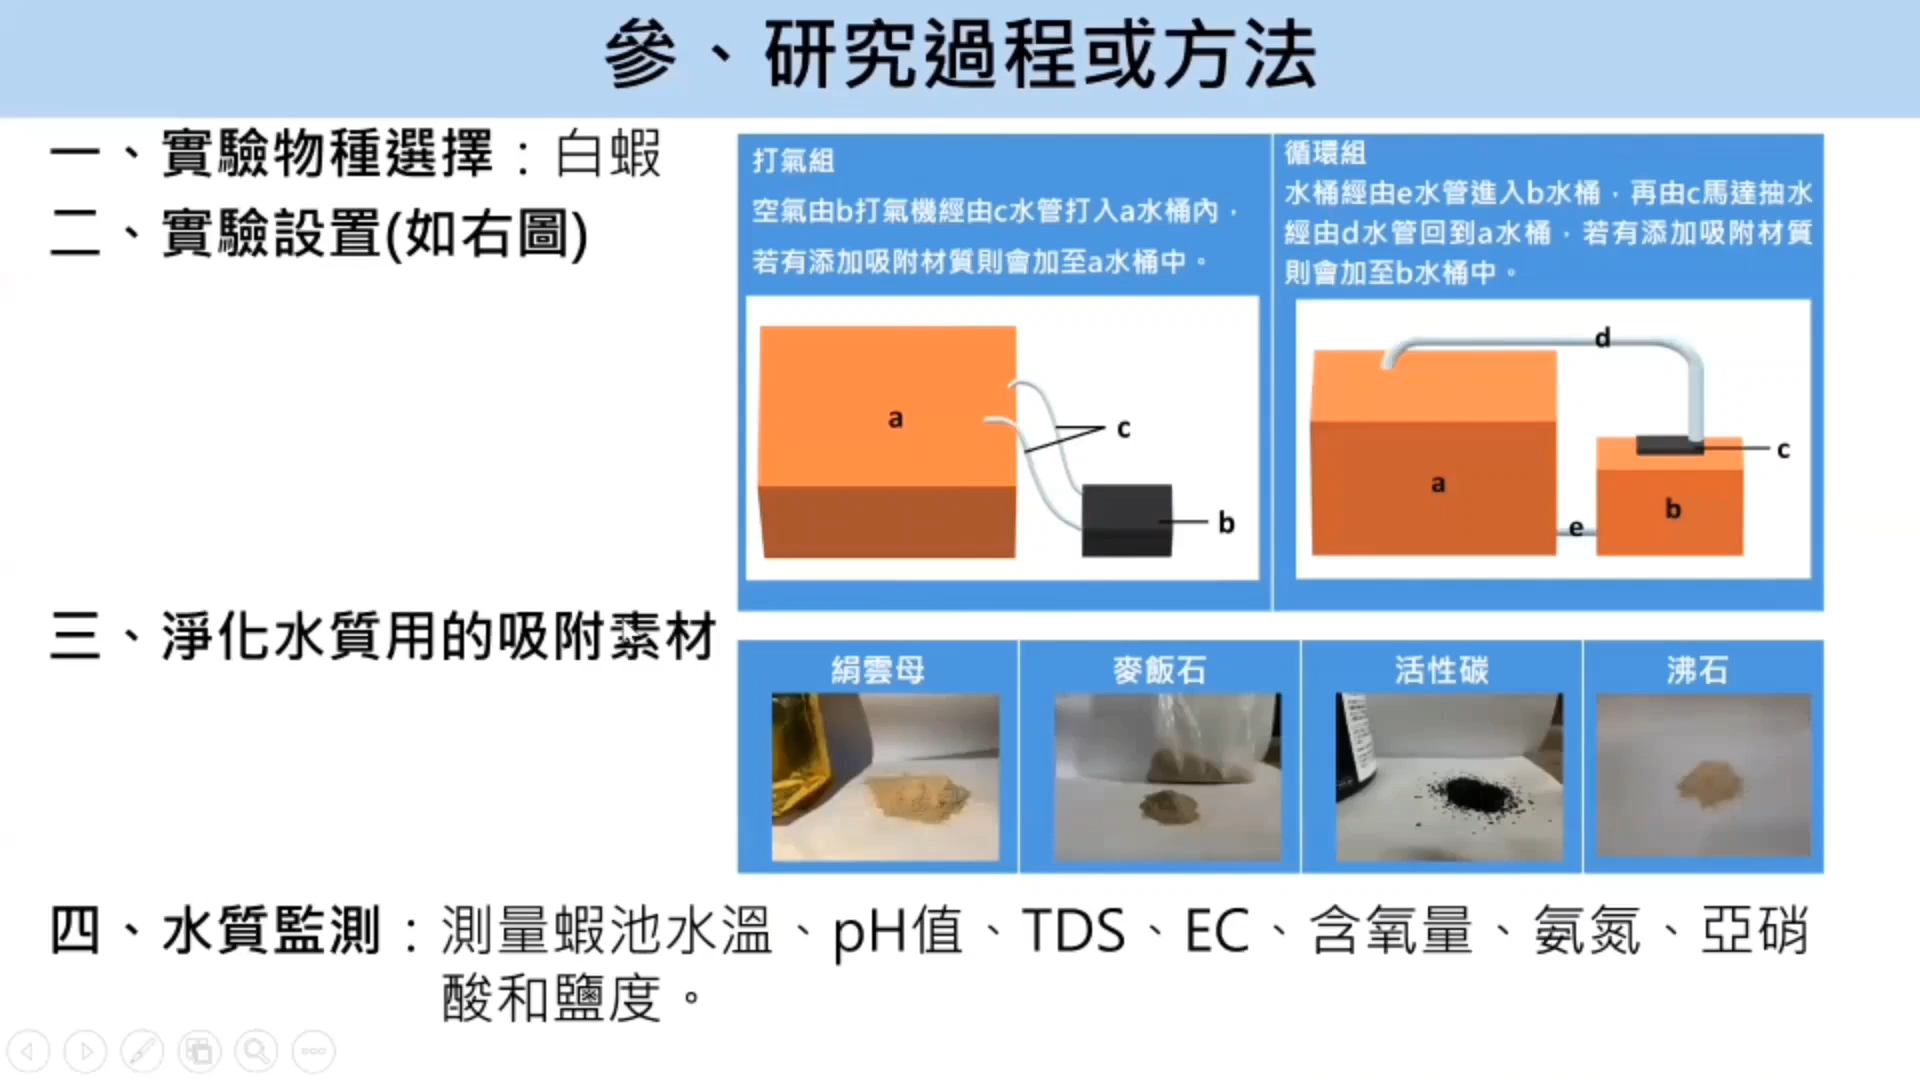 參、研究過程或方法
一、實驗物種選擇：白蝦
二、實驗設置(如右圖)
打氣組
空氣由b打氣機經由c水管打入a水桶內，
若有添加吸附材質則會加至a水桶中。
a
c
b
循環組
水桶經由e水管進入b水桶，再由c馬達抽水
經由d水管回到a水桶，若有添加吸附材質
則會加至b水桶中。
d
c
a
b
e
三、淨化水質用的吸附素材
絹雲母
麥飯石
活性碳
沸石
四、水質監測：測量蝦池水溫、pH值、TDS、EC、含氧量、氨氮、亞硝
酸和鹽度。